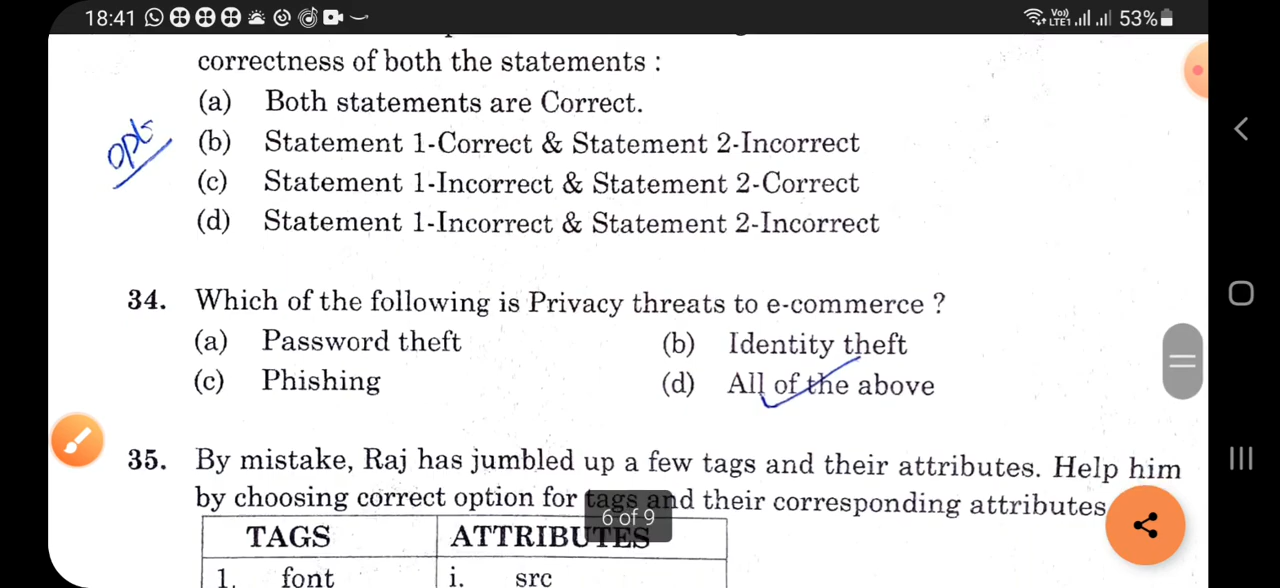 18:41 Vo)) LTE1 53%
correctness of both the statements :
(a) Both statements are Correct.
opts
(b) Statement 1-Correct & Statement 2-Incorrect
(c) Statement 1-Incorrect & Statement 2-Correct
(d) Statement 1-Incorrect & Statement 2-Incorrect
34. Which of the following is Privacy threats to e-commerce ?
(a) Password theft (b) Identity theft
(c) Phishing (d) All of the above
35. By mistake, Raj has jumbled up a few tags and their attributes. Help him
by choosing correct option for tags and their corresponding attributes
6 of 9
TAGS ATTRIBUTES
1. font i. src